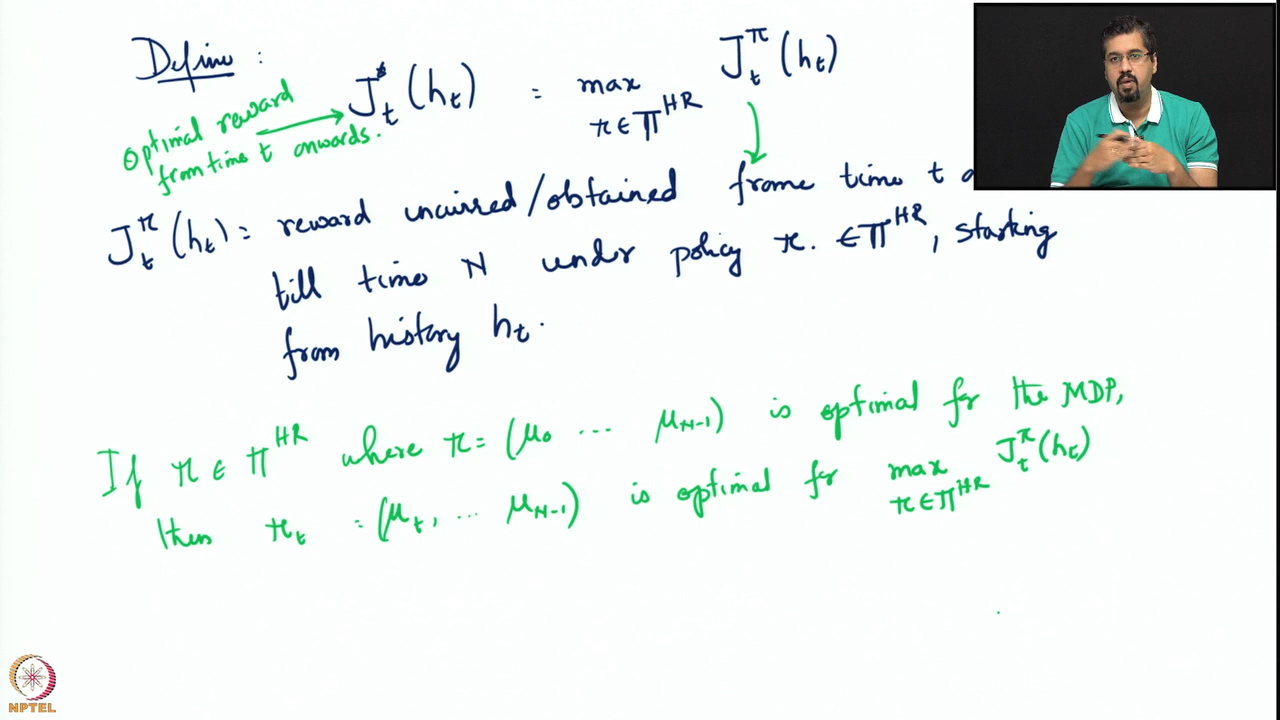 Define :
J*t (ht) = max π∈Π^HR J^π_t (ht)
Optimal reward
from time t onwards.
J^π_t (ht) = reward incurred/obtained frome time t
till time N under policy π. ∈Π^HR, starking
from history ht.
If π ∈ Π^HR where π = (μ0 ... μN-1) is optimal for the MDP,
then πt = (μt, ... μN-1) is optimal for max π∈Π^HR J^π_t (ht)
NPTEL